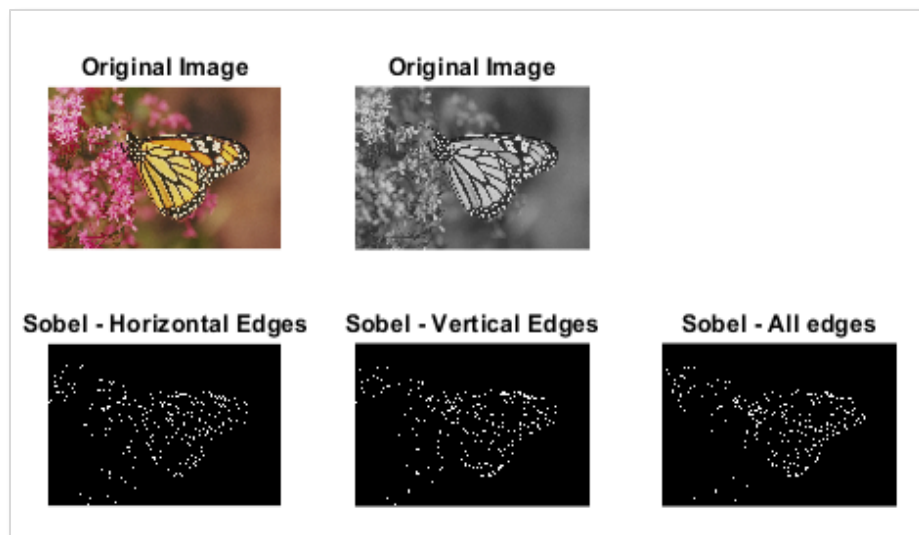 Original Image
Original Image
Sobel - Horizontal Edges
Sobel - Vertical Edges
Sobel - All edges